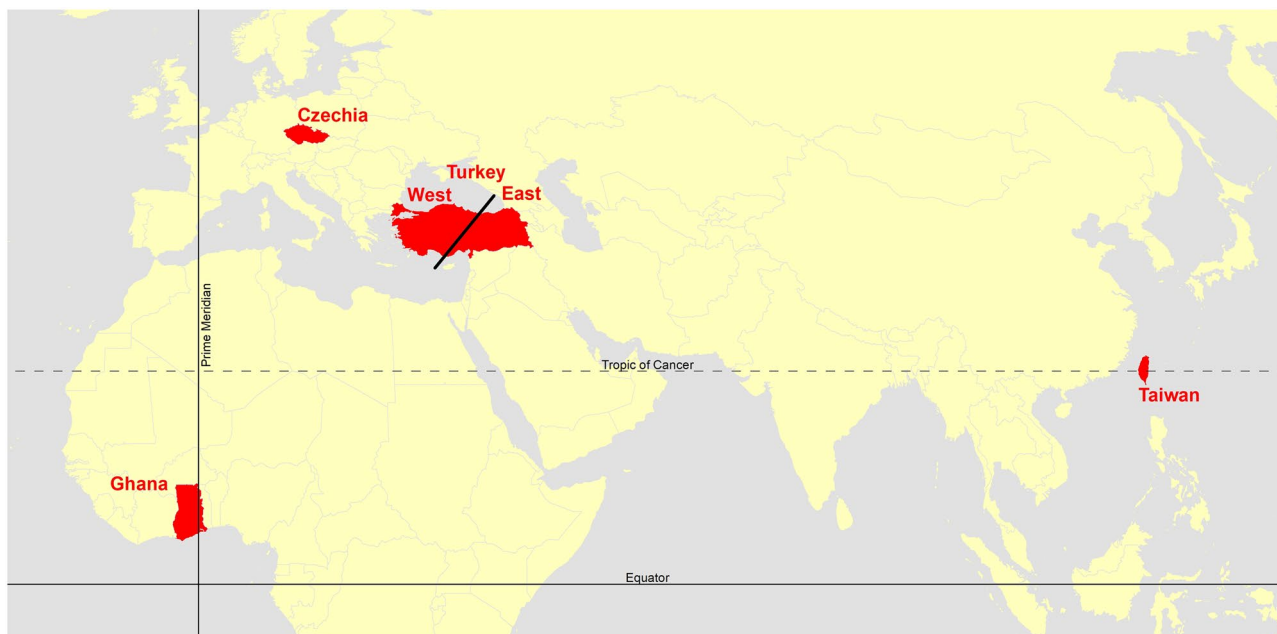 Czechia
Turkey
West
East
Prime Meridian
Tropic of Cancer
Taiwan
Ghana
Equator